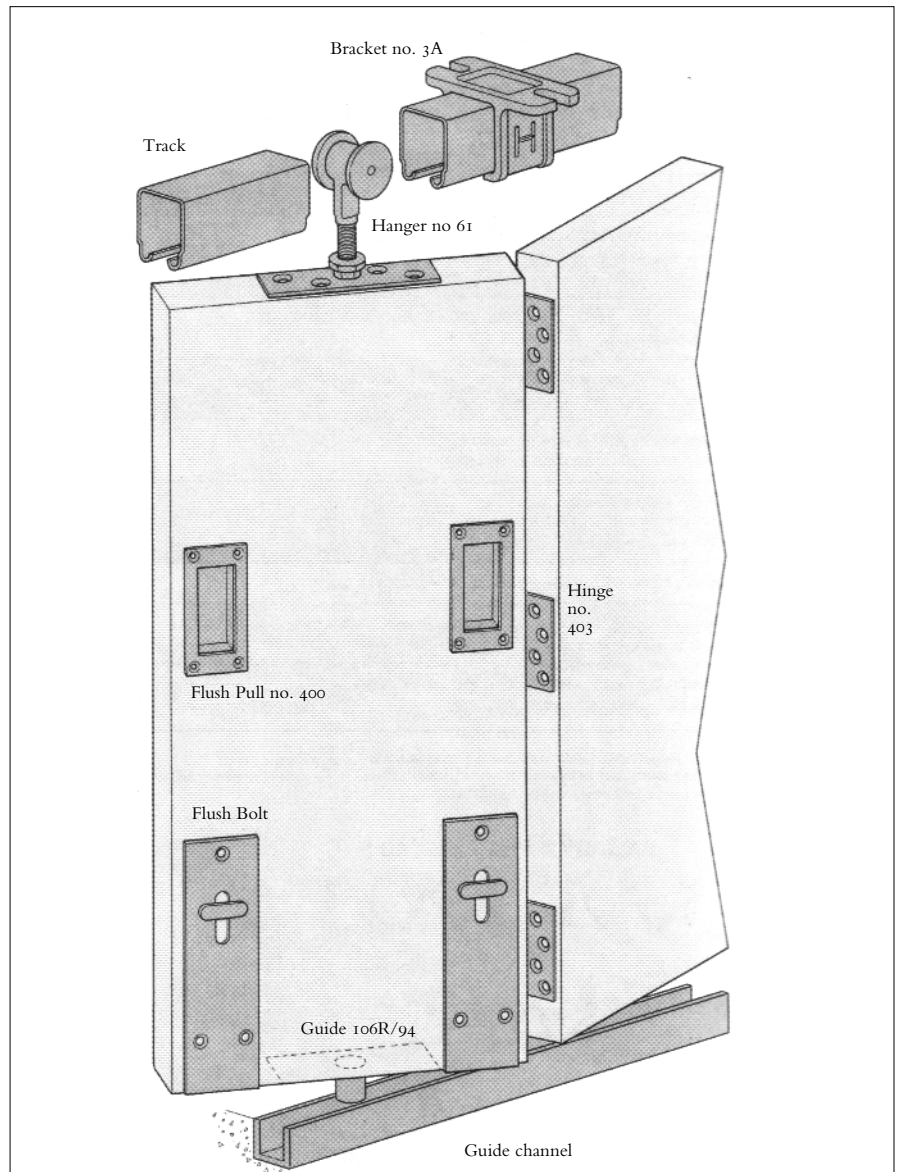 Bracket no. 3A
Track
H
Hanger no 61
Hinge
no.
403
Flush Pull no. 400
Flush Bolt
Guide 106R/94
Guide channel